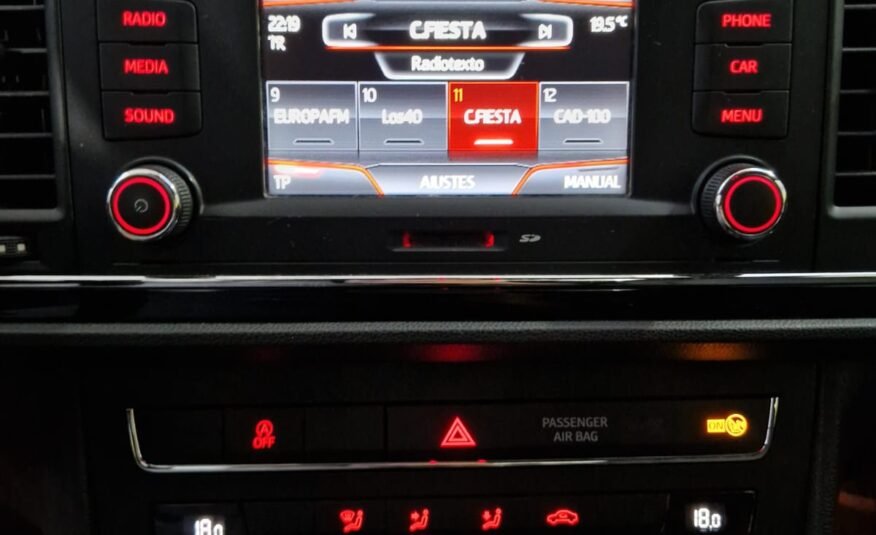 RADIO
MEDIA
SOUND
22:19
TP
C.FIESTA
19.5°C
Radiotexto
9
EUROPAFM
10
Los40
11
C.FIESTA
12
CAD-100
TP
AJUSTES
MANUAL
PHONE
CAR
MENU
SD
A
OFF
PASSENGER
AIR BAG
ON
18.0
18.0